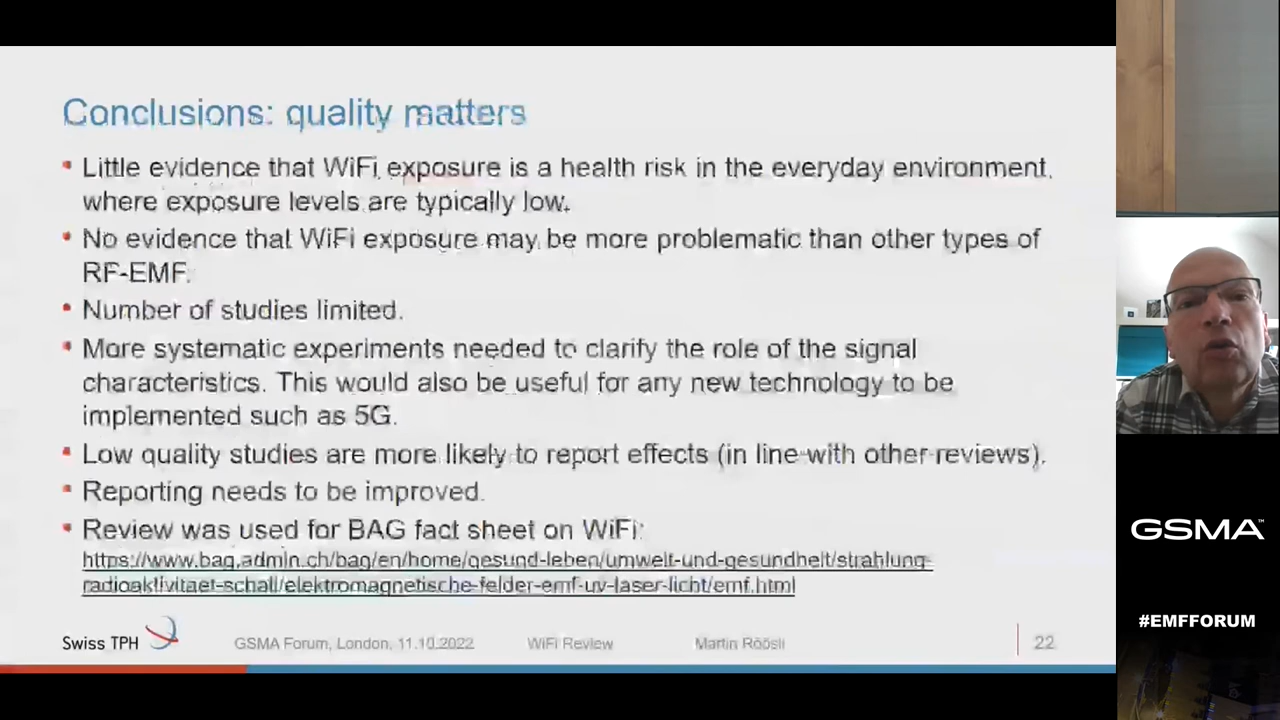 Conclusions: quality matters
Little evidence that WiFi exposure is a health risk in the everyday environment,
where exposure levels are typically low.
No evidence that WiFi exposure may be more problematic than other types of
RF-EMF.
Number of studies limited.
More systematic experiments needed to clarify the role of the signal
characteristics. This would also be useful for any new technology to be
implemented such as 5G.
Low quality studies are more likely to report effects (in line with other reviews).
Reporting needs to be improved.
Review was used for BAG fact sheet on WiFi:
https://www.bag.admin.ch/bag/en/home/gesund-leben/umwelt-und-gesundheit/strahlung-
radioaktivitaet-schall/elektromagnetische-felder-emf-uv-laser-licht/emf.html
Swiss TPH
GSMA Forum, London, 11.10.2022
WiFi Review
Martin Röösli
22
GSMA™
#EMFFORUM